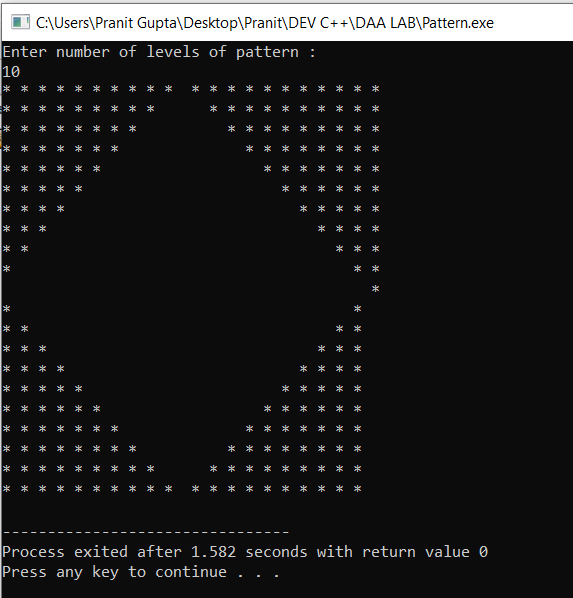 C:\Users\Pranit Gupta\Desktop\Pranit\DEV C++\DAA LAB\Pattern.exe
Enter number of levels of pattern :
10
* * * * * * * * * *  * * * * * * * * * * *
* * * * * * * * *      * * * * * * * * * *
* * * * * * * *          * * * * * * * * *
* * * * * * *              * * * * * * * *
* * * * * *                  * * * * * * *
* * * * *                      * * * * * *
* * * *                          * * * * *
* * *                              * * * *
* *                                  * * *
*                                      * *
                                         *
*                                      *
* *                                  * *
* * *                              * * *
* * * *                          * * * *
* * * * *                      * * * * *
* * * * * *                  * * * * * *
* * * * * * *              * * * * * * *
* * * * * * * *          * * * * * * * *
* * * * * * * * *      * * * * * * * * *
* * * * * * * * * *  * * * * * * * * * *
--------------------------------
Process exited after 1.582 seconds with return value 0
Press any key to continue . . .